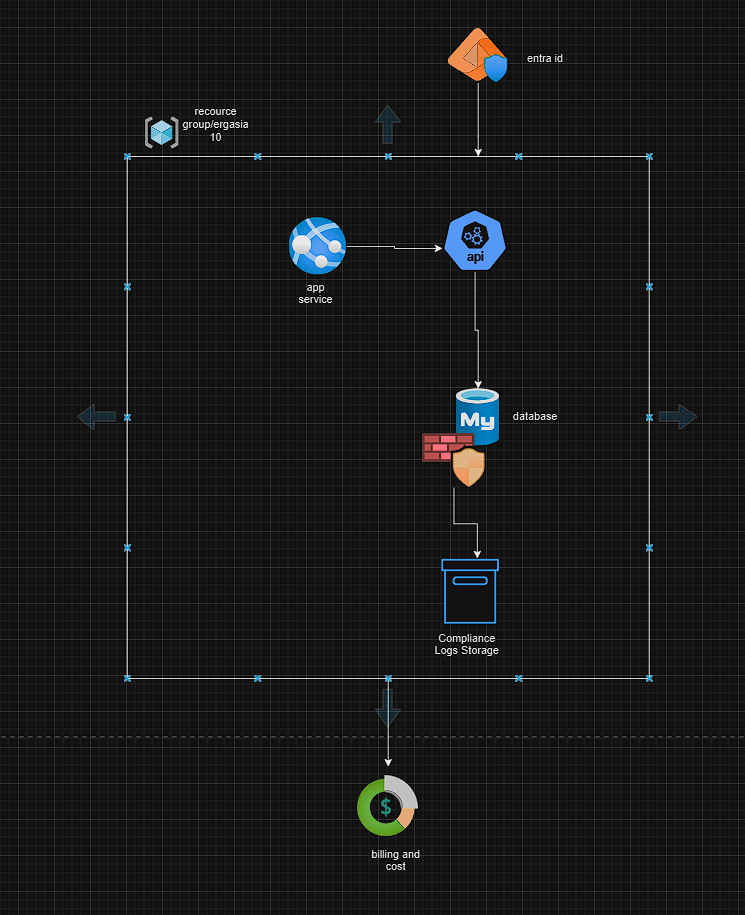 entra id
recource
group/ergasia
10
api
app
service
My
database
Compliance
Logs Storage
$
billing and
cost